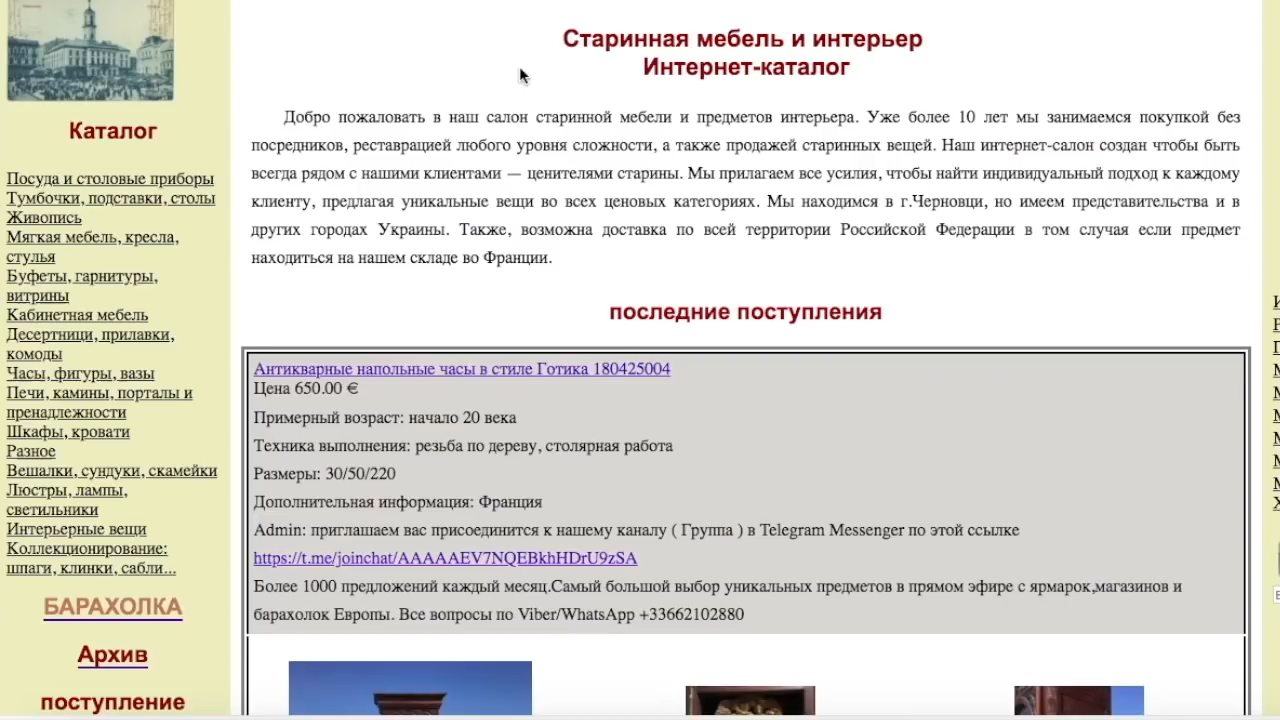 Каталог
Посуда и столовые приборы
Тумбочки, подставки, столы
Живопись
Мягкая мебель, кресла,
стулья
Буфеты, гарнитуры,
витрины
Кабинетная мебель
Десертници, прилавки,
комоды
Часы, фигуры, вазы
Печи, камины, порталы и
пренадлежности
Шкафы, кровати
Разное
Вешалки, сундуки, скамейки
Люстры, лампы,
светильники
Интерьерные вещи
Коллекционирование:
шпаги, клинки, сабли...
БАРАХОЛКА
Архив
поступление
Старинная мебель и интерьер
Интернет-каталог
Добро пожаловать в наш салон старинной мебели и предметов интерьера. Уже более 10 лет мы занимаемся покупкой без
посредников, реставрацией любого уровня сложности, а также продажей старинных вещей. Наш интернет-салон создан чтобы быть
всегда рядом с нашими клиентами — ценителями старины. Мы прилагаем все усилия, чтобы найти индивидуальный подход к каждому
клиенту, предлагая уникальные вещи во всех ценовых категориях. Мы находимся в г.Черновци, но имеем представительства и в
других городах Украины. Также, возможна доставка по всей территории Российской Федерации в том случая если предмет
находиться на нашем складе во Франции.
последние поступления
Антикварные напольные часы в стиле Готика 180425004
Цена 650.00 €
Примерный возраст: начало 20 века
Техника выполнения: резьба по дереву, столярная работа
Размеры: 30/50/220
Дополнительная информация: Франция
Admin: приглашаем вас присоединится к нашему каналу ( Группа ) в Telegram Messenger по этой ссылке
https://t.me/joinchat/AAAAAEV7NQEBkhHDrU9zSA
Более 1000 предложений каждый месяц.Самый большой выбор уникальных предметов в прямом эфире с ярмарок,магазинов и
барахолок Европы. Все вопросы по Viber/WhatsApp +33662102880